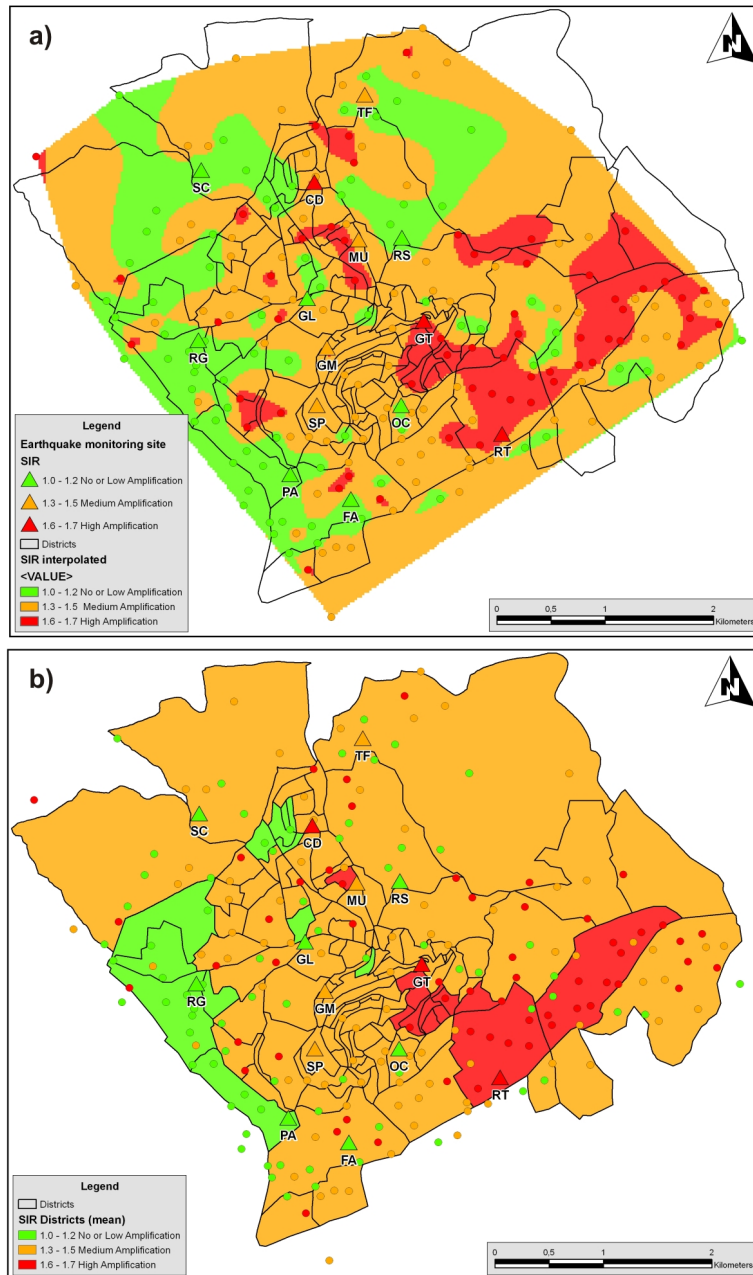 a)
N
TF
SC
CD
MU
RS
GL
GT
RG
GM
SP
OC
RT
PA
FA
Legend
Earthquake monitoring site
SIR
1.0 - 1.2 No or Low Amplification
1.3 - 1.5 Medium Amplification
1.6 - 1.7 High Amplification
Districts
SIR interpolated
<VALUE>
1.0 - 1.2 No or Low Amplification
1.3 - 1.5 Medium Amplification
1.6 - 1.7 High Amplification
0 0,5 1 2
Kilometers
b)
N
TF
SC
CD
MU
RS
GL
GT
RG
GM
SP
OC
RT
PA
FA
Legend
Districts
SIR Districts (mean)
1.0 - 1.2 No or Low Amplification
1.3 - 1.5 Medium Amplification
1.6 - 1.7 High Amplification
0 0,5 1 2
Kilometers